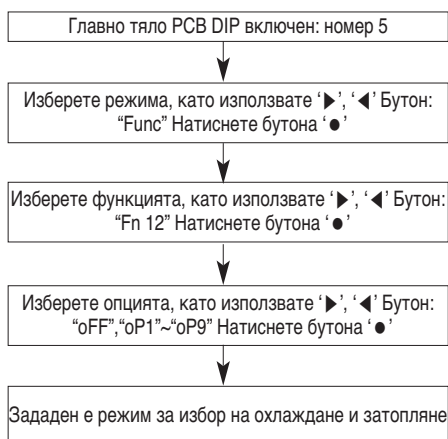 Главно тяло PCB DIP включен: номер 5
Изберете режима, като използвате ‘▶’, ‘◀’ Бутон:
“Func” Натиснете бутона ‘●’
Изберете функцията, като използвате ‘▶’, ‘◀’ Бутон:
“Fn 12” Натиснете бутона ‘●’
Изберете опцията, като използвате ‘▶’, ‘◀’ Бутон:
“oFF”,“oP1”~“oP9” Натиснете бутона ‘●’
Зададен е режим за избор на охлаждане и затопляне